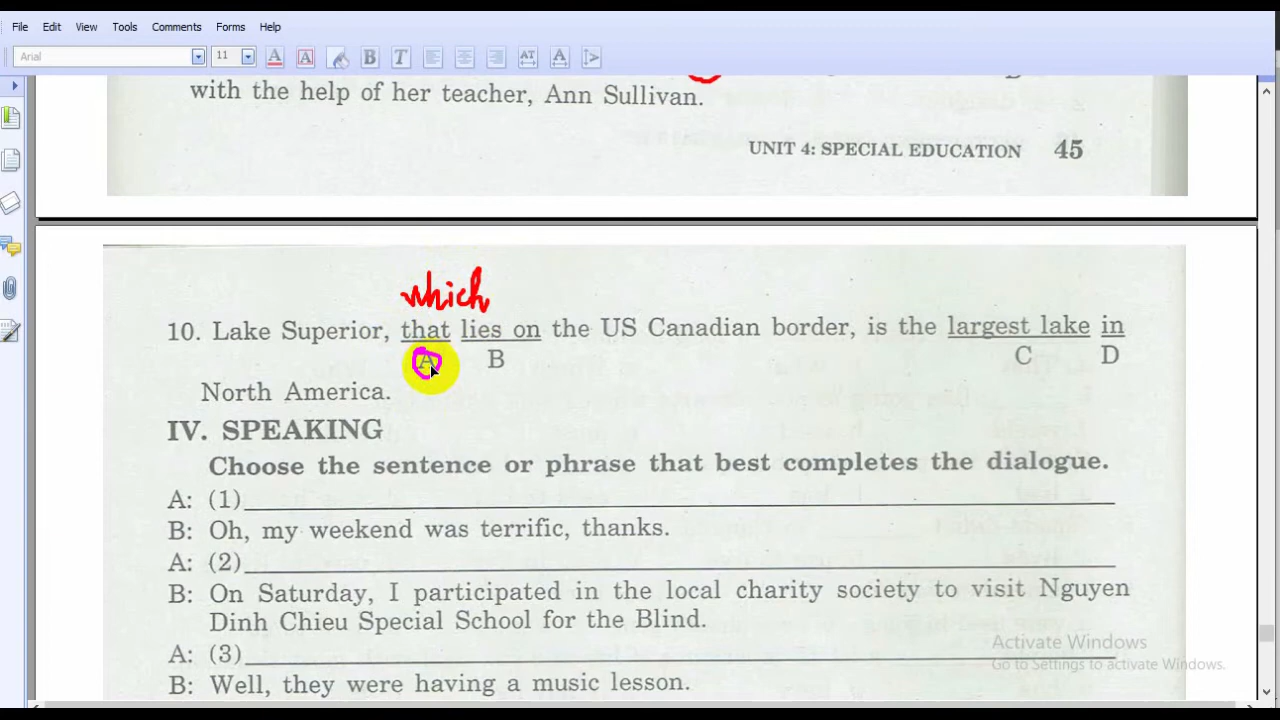 File Edit View Tools Comments Forms Help
Arial 11
with the help of her teacher, Ann Sullivan.
UNIT 4: SPECIAL EDUCATION 45
which
10. Lake Superior, that lies on the US Canadian border, is the largest lake in
A B C D
North America.
IV. SPEAKING
Choose the sentence or phrase that best completes the dialogue.
A: (1)
B: Oh, my weekend was terrific, thanks.
A: (2)
B: On Saturday, I participated in the local charity society to visit Nguyen
Dinh Chieu Special School for the Blind.
A: (3)
B: Well, they were having a music lesson.
Activate Windows
Go to Settings to activate Windows.